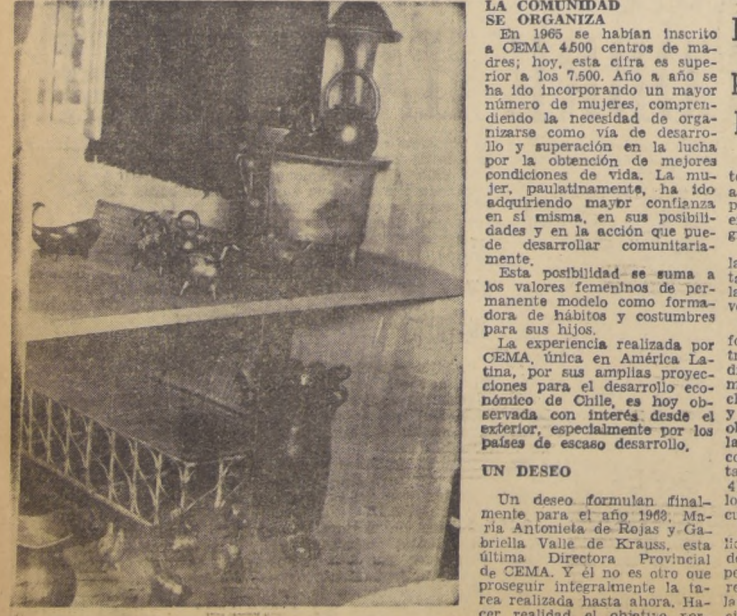 LA COMUNIDAD
SE ORGANIZA
En 1965 se habían inscrito
a CEMA 4.500 centros de ma-
dres; hoy, esta cifra es supe-
rior a los 7.500. Año a año se
ha ido incorporando un mayor
número de mujeres, compren-
diendo la necesidad de orga-
nizarse como vía de desarro-
llo y superación en la lucha
por la obtención de mejores
condiciones de vida. La mu-
jer, paulatinamente, ha ido
adquiriendo mayor confianza
en sí misma, en sus posibili-
dades y en la acción que pue-
de desarrollar comunitaria-
mente.
Esta posibilidad se suma a
los valores femeninos de per-
manente modelo como forma-
dora de hábitos y costumbres
para sus hijos.
La experiencia realizada por
CEMA, única en América La-
tina, por sus amplias proyec-
ciones para el desarrollo eco-
nómico de Chile, es hoy ob-
servada con interés desde el
exterior, especialmente por los
países de escaso desarrollo.
UN DESEO
Un deseo formulan final-
mente para el año 1968, Ma-
ría Antonieta de Rojas y Ga-
briella Valle de Krauss, esta
última Directora Provincial
de CEMA. Y él no es otro que
proseguir integralmente la ta-
rea realizada hasta ahora. Ha-
cer realidad el objetivo